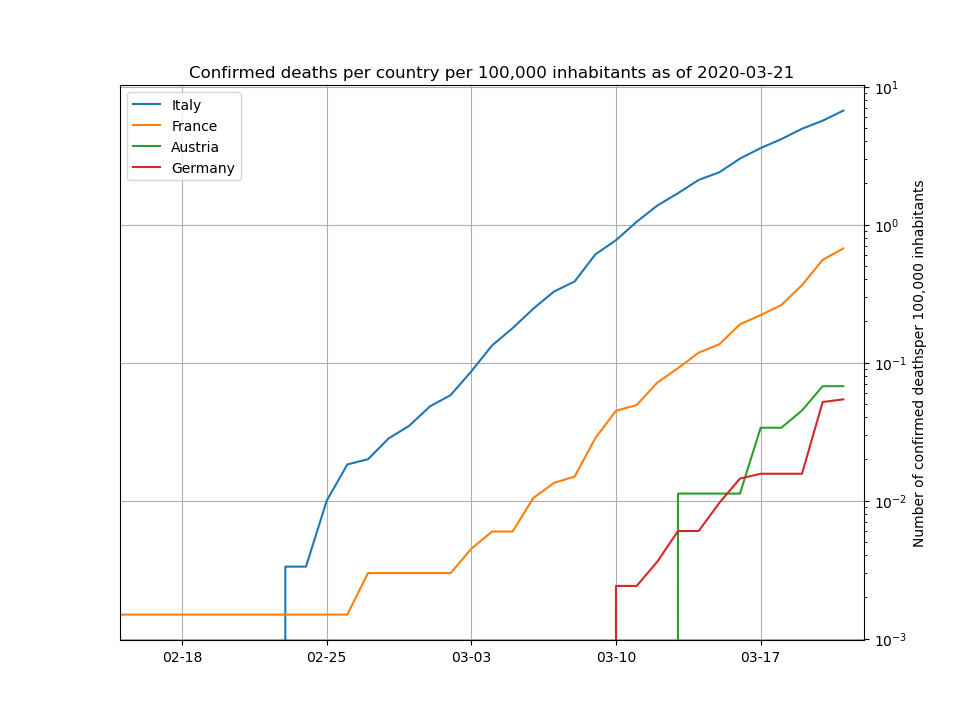 Confirmed deaths per country per 100,000 inhabitants as of 2020-03-21
Italy
France
Austria
Germany
10¹
10⁰
10⁻¹
10⁻²
10⁻³
Number of confirmed deathsper 100,000 inhabitants
02-18
02-25
03-03
03-10
03-17